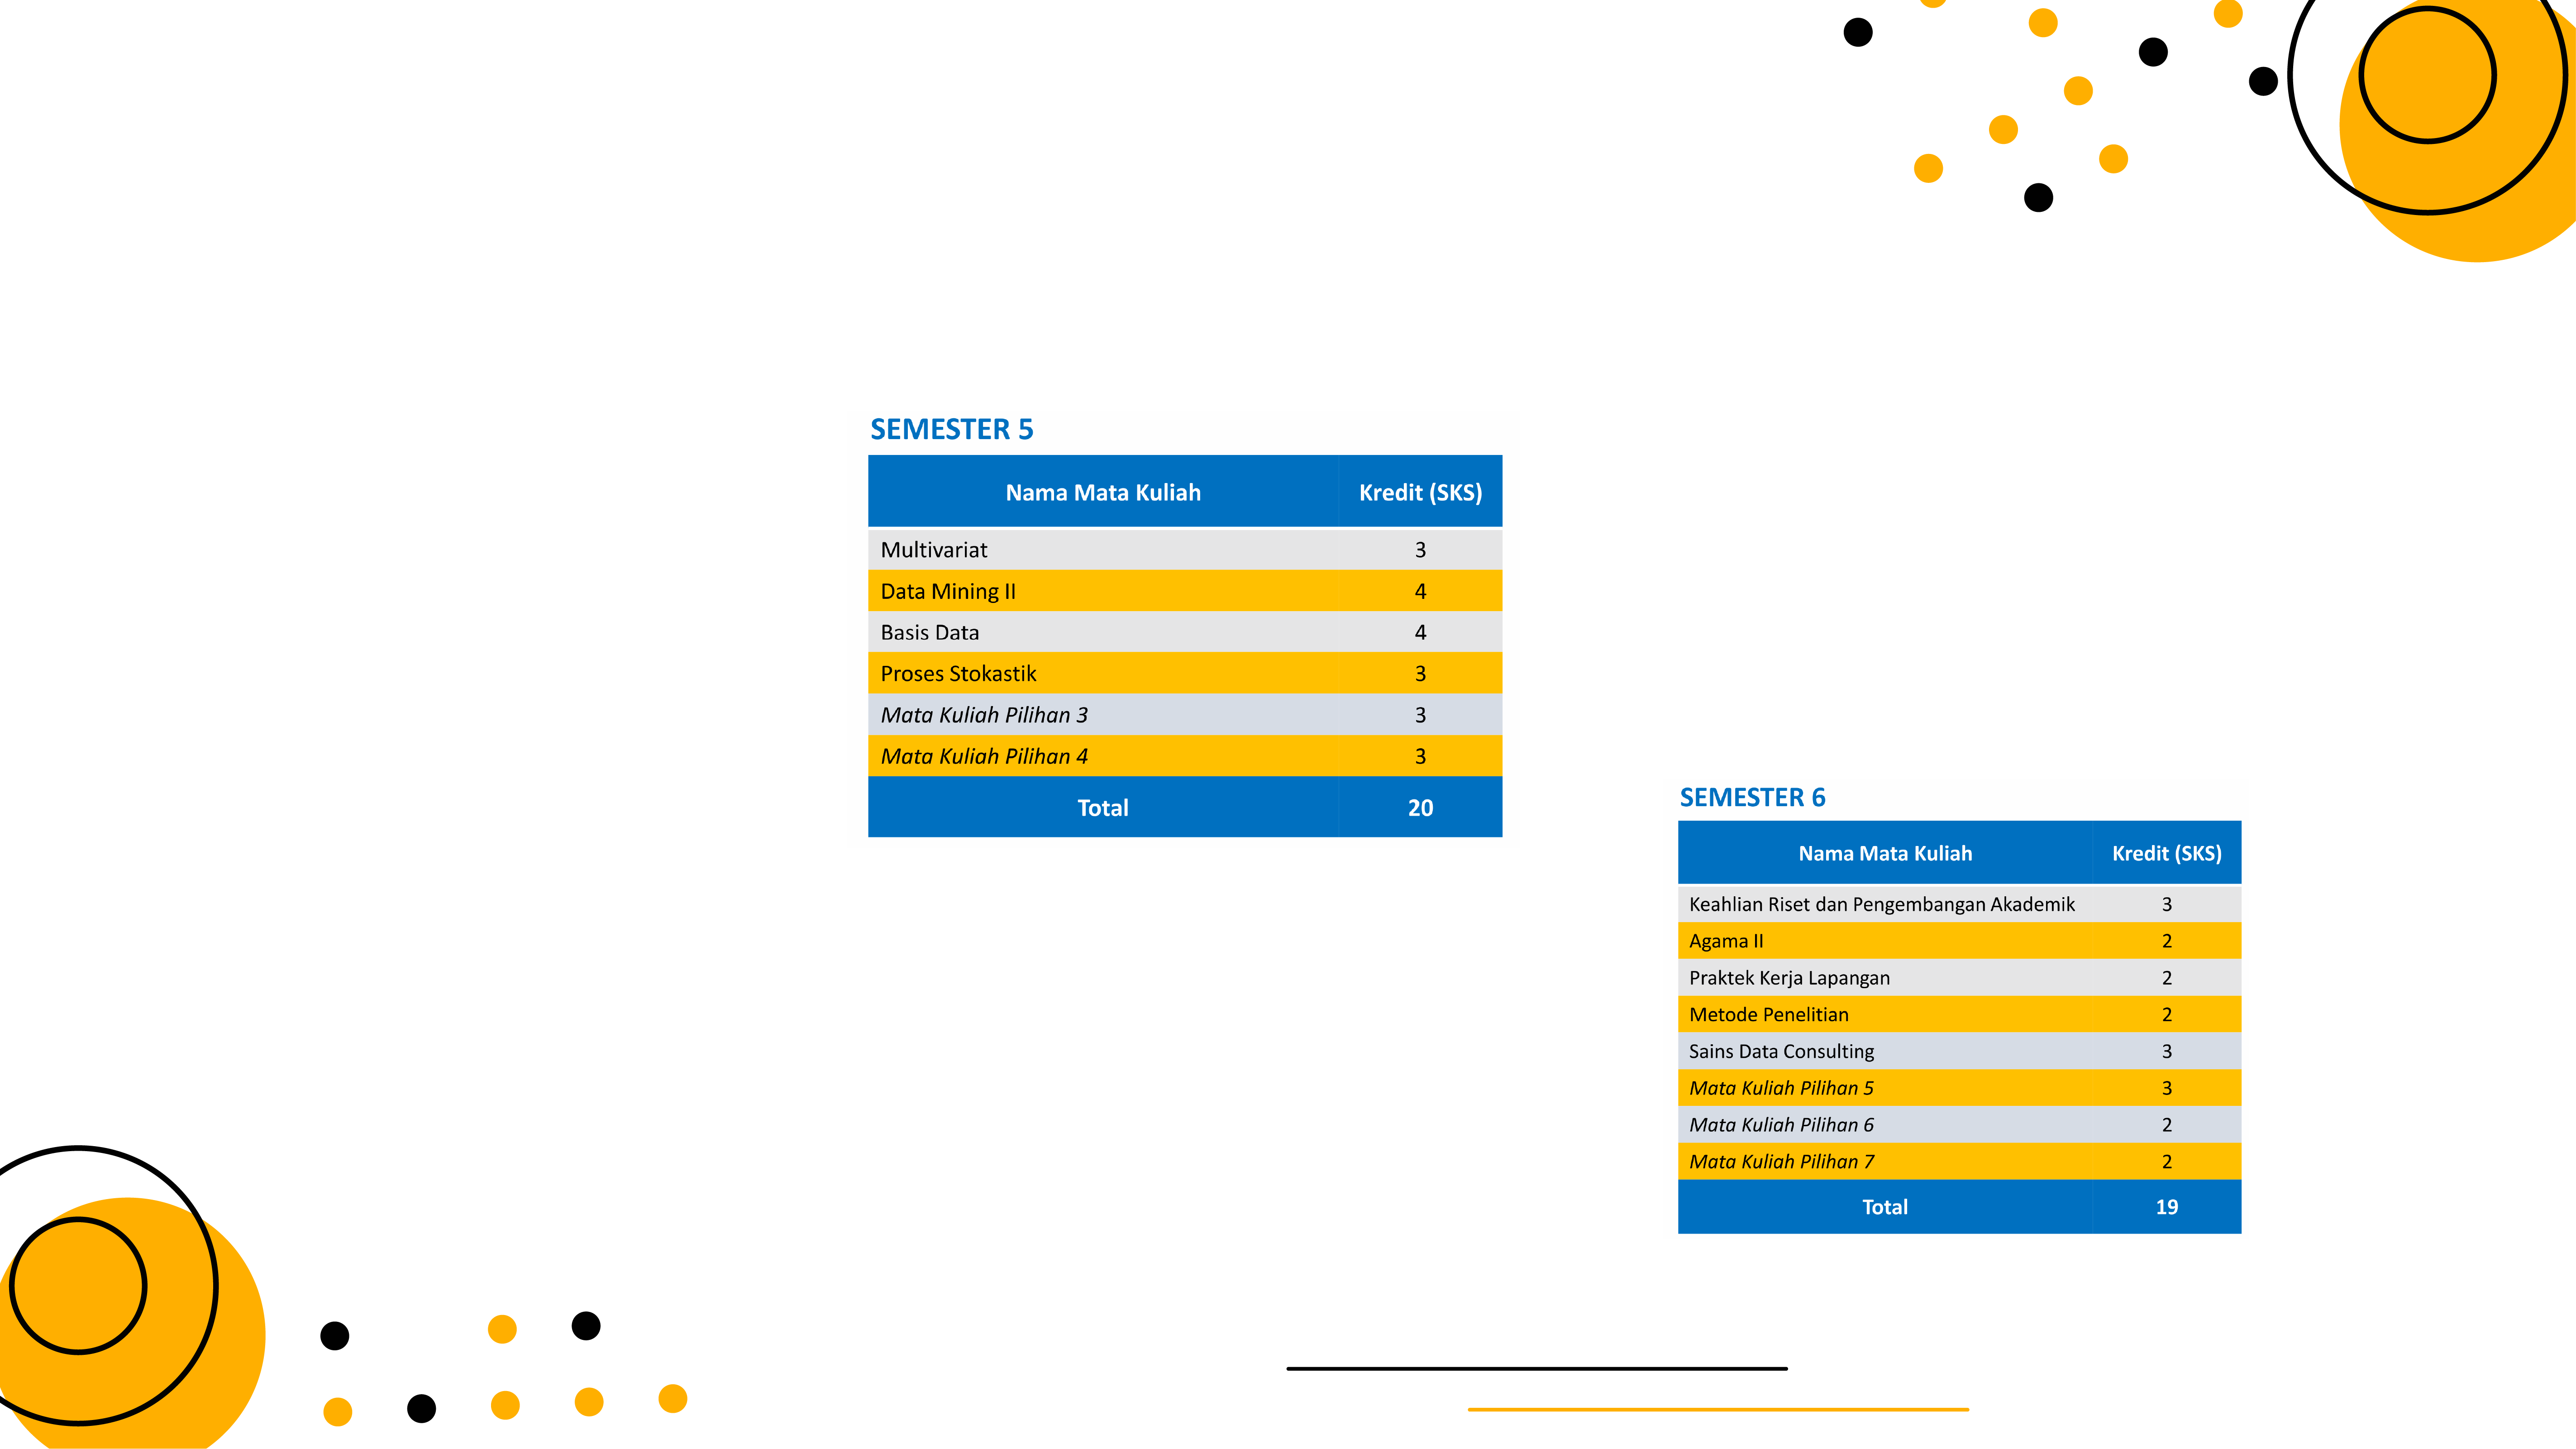 SEMESTER 5
Nama Mata Kuliah Kredit (SKS)
Multivariat 3
Data Mining II 4
Basis Data 4
Proses Stokastik 3
Mata Kuliah Pilihan 3 3
Mata Kuliah Pilihan 4 3
Total 20
SEMESTER 6
Nama Mata Kuliah Kredit (SKS)
Keahlian Riset dan Pengembangan Akademik 3
Agama II 2
Praktek Kerja Lapangan 2
Metode Penelitian 2
Sains Data Consulting 3
Mata Kuliah Pilihan 5 3
Mata Kuliah Pilihan 6 2
Mata Kuliah Pilihan 7 2
Total 19